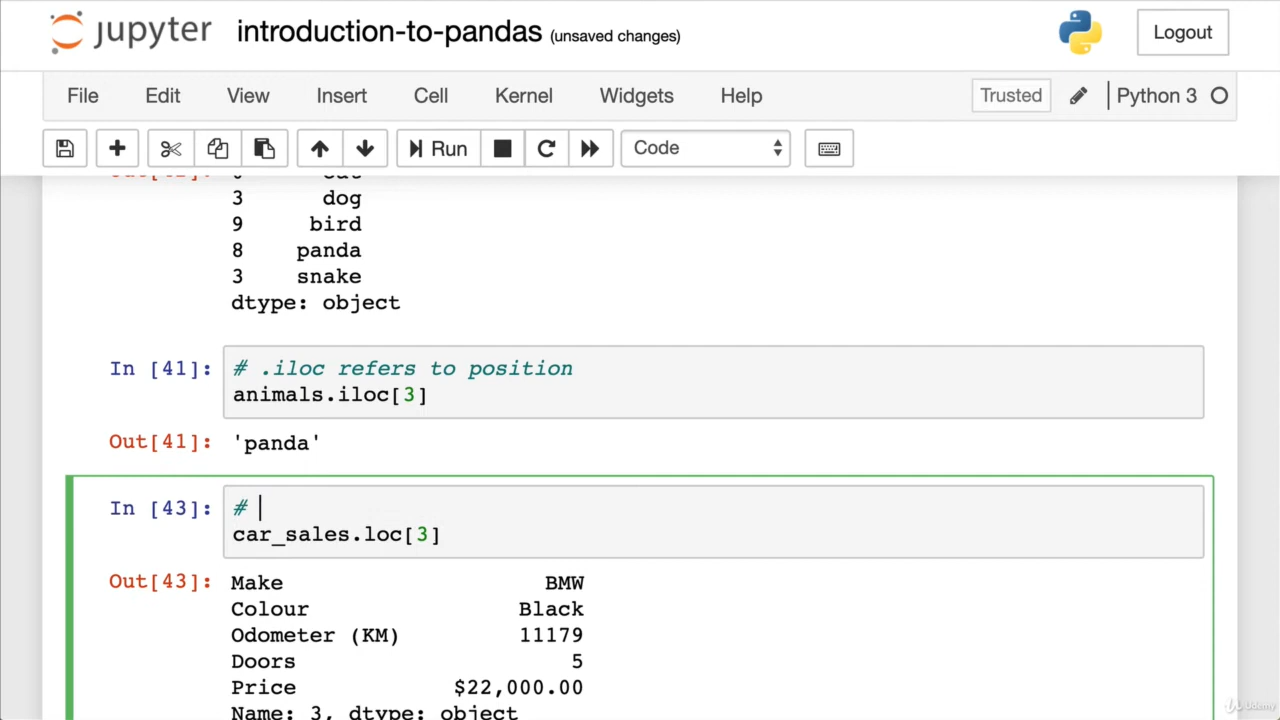 jupyter introduction-to-pandas (unsaved changes) Logout
File Edit View Insert Cell Kernel Widgets Help Trusted Python 3
Run Code
3 dog
9 bird
8 panda
3 snake
dtype: object
In [41]: # .iloc refers to position
animals.iloc[3]
Out[41]: 'panda'
In [43]: #
car_sales.loc[3]
Out[43]: Make BMW
Colour Black
Odometer (KM) 11179
Doors 5
Price $22,000.00
Name: 3, dtype: object
Udemy